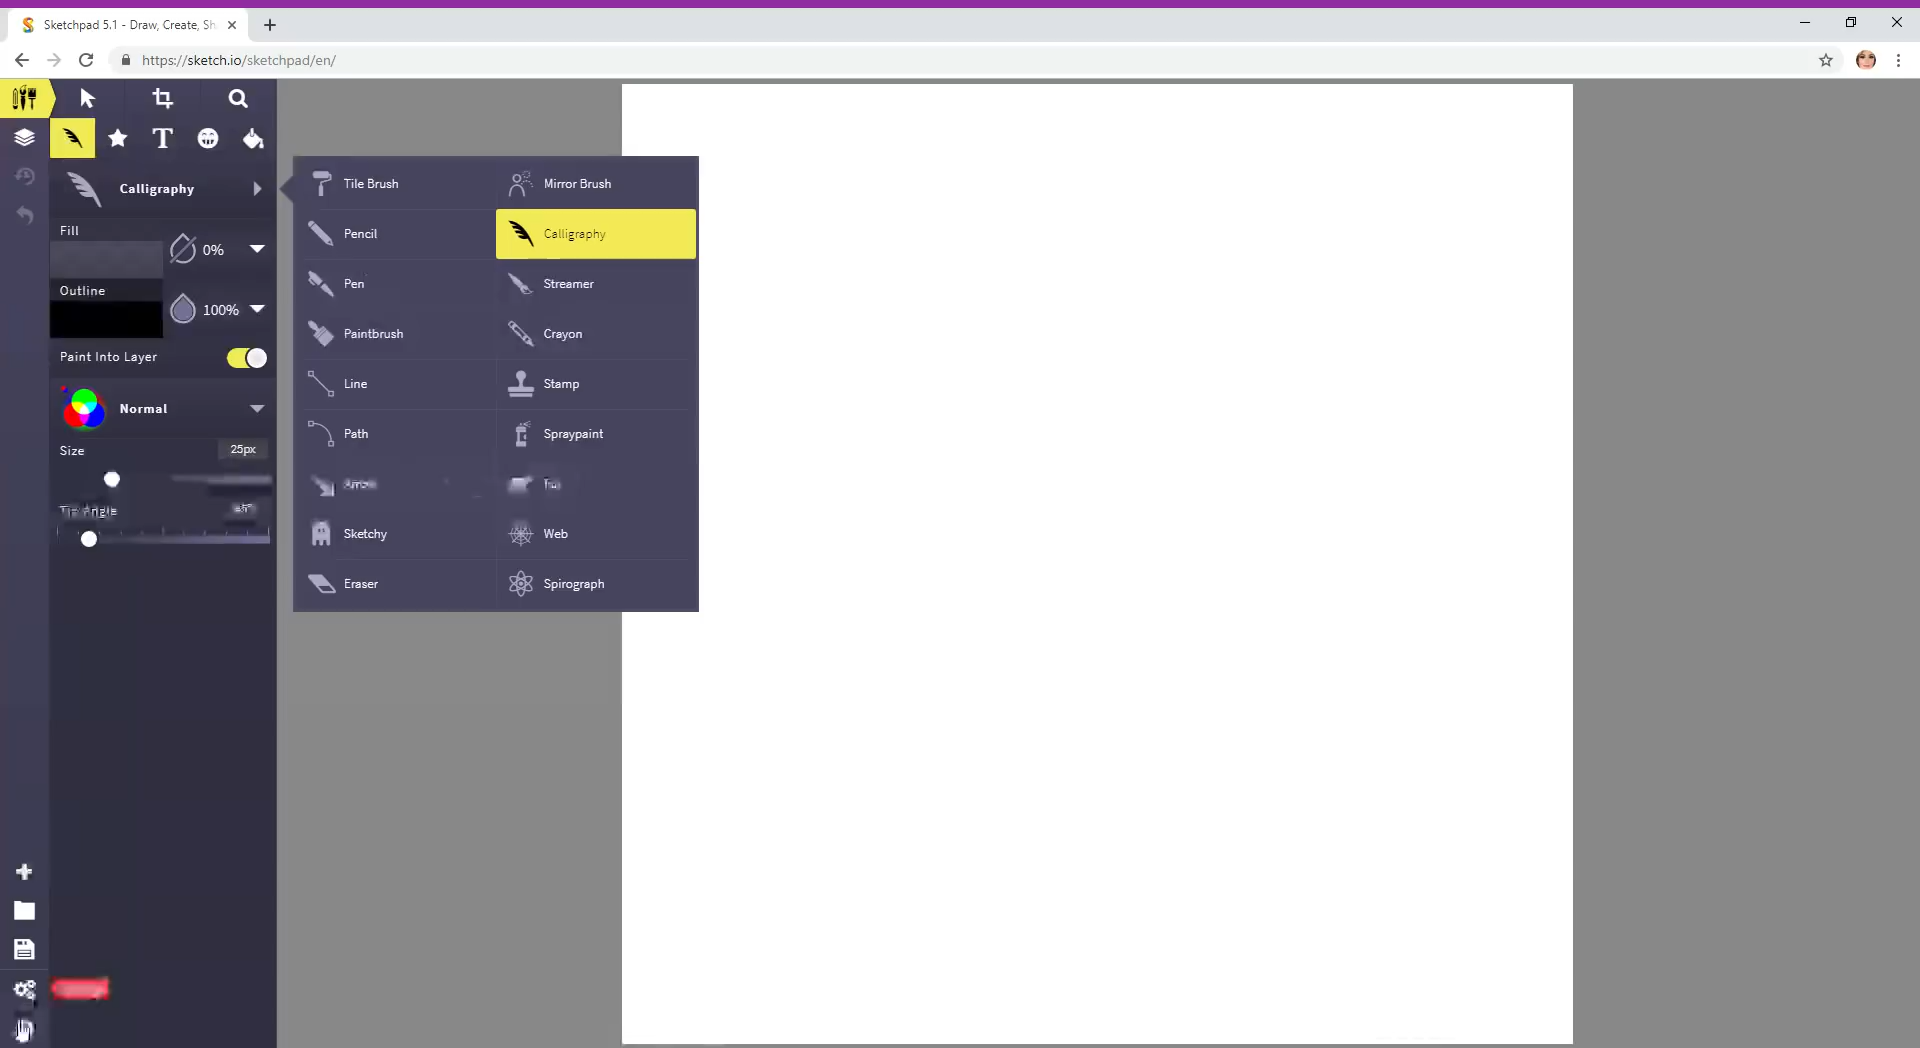 Sketchpad 5.1 - Draw, Create, Sh
https://sketch.io/sketchpad/en/
Calligraphy
Fill
0%
Outline
100%
Paint Into Layer
Normal
Size
25px
Tip Angle
Tile Brush
Mirror Brush
Pencil
Calligraphy
Pen
Streamer
Paintbrush
Crayon
Line
Stamp
Path
Spraypaint
Sketchy
Web
Eraser
Spirograph